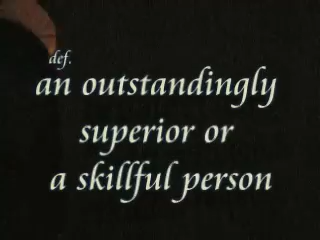 def.
an outstandingly
superior or
a skillful person